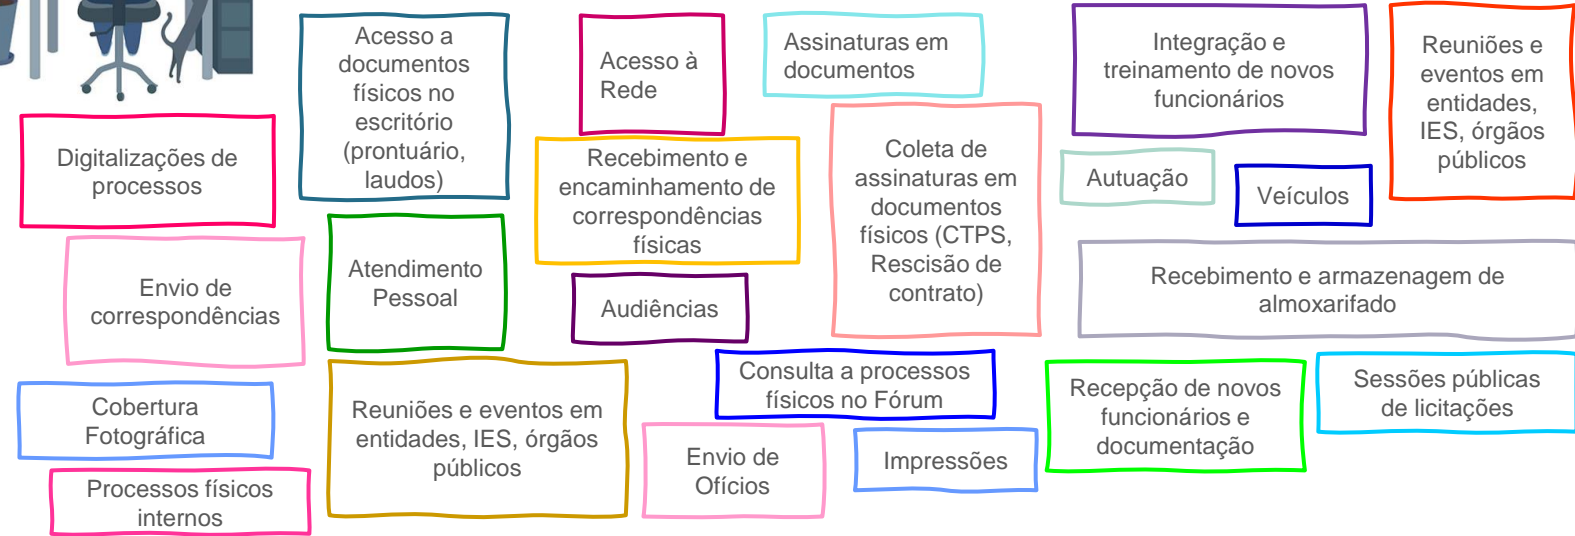 Acesso a
documentos
físicos no
escritório
(prontuário,
laudos)
Acesso à
Rede
Assinaturas em
documentos
Integração e
treinamento de novos
funcionários
Reuniões e
eventos em
entidades,
IES, órgãos
públicos
Digitalizações de
processos
Recebimento e
encaminhamento de
correspondências
físicas
Coleta de
assinaturas em
documentos
físicos (CTPS,
Rescisão de
contrato)
Autuação
Veículos
Envio de
correspondências
Atendimento
Pessoal
Audiências
Recebimento e armazenagem de
almoxarifado
Cobertura
Fotográfica
Reuniões e eventos em
entidades, IES, órgãos
públicos
Consulta a processos
físicos no Fórum
Recepção de novos
funcionários e
documentação
Sessões públicas
de licitações
Processos físicos
internos
Envio de
Ofícios
Impressões